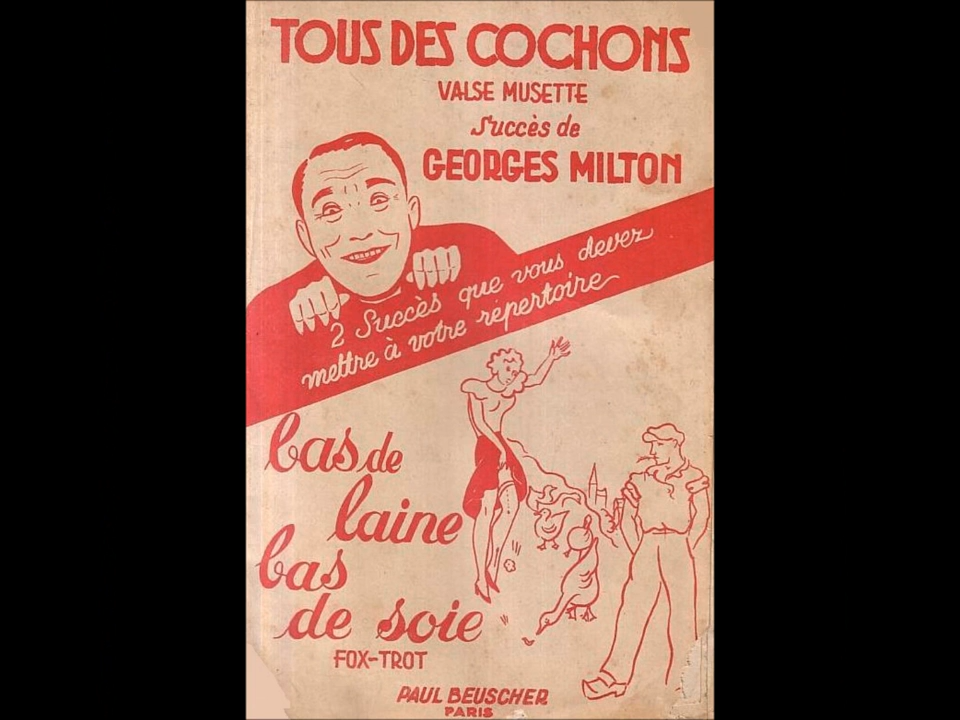 TOUS DES COCHONS
VALSE MUSETTE
Succès de
GEORGES MILTON
2 Succès que vous devez
mettre à votre répertoire
bas de
laine
bas
de soie
FOX-TROT
PAUL BEUSCHER
PARIS